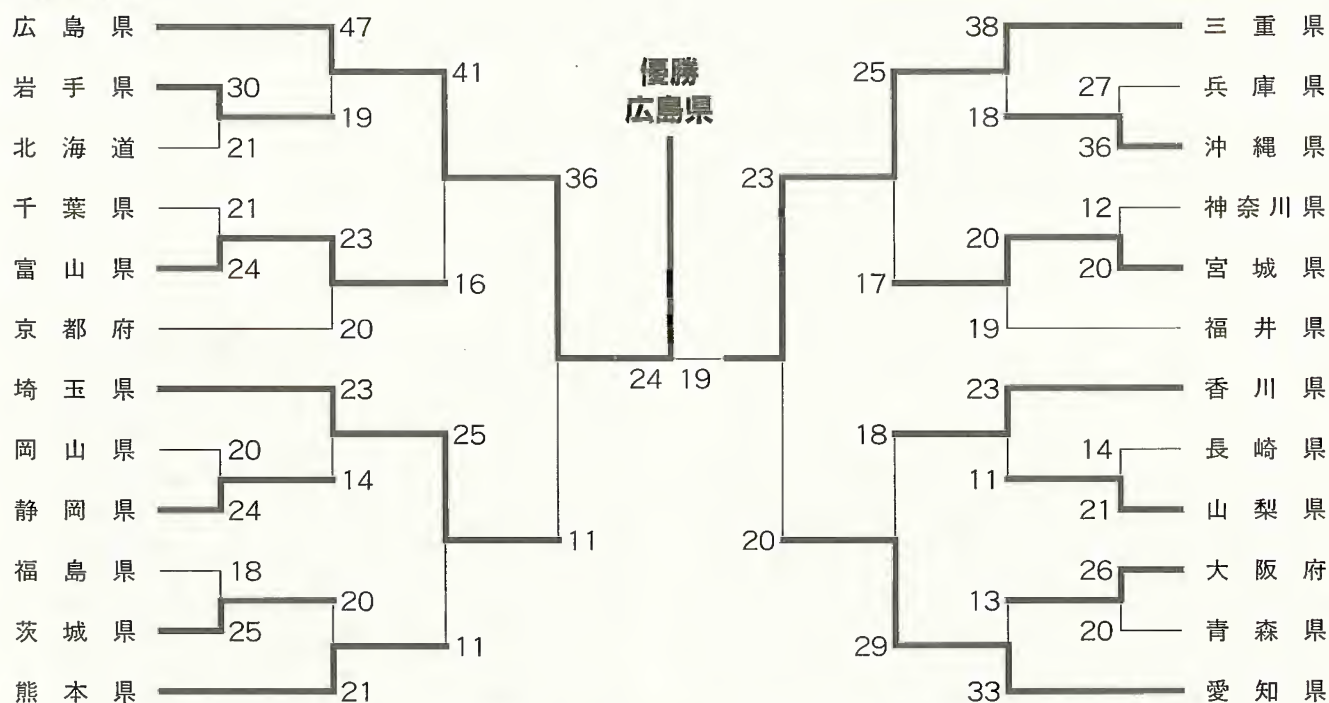 広島県 47 38 三重県
41 優勝 25
岩手県 30 27 兵庫県
広島県
19 18
北海道 21 36 沖縄県
36 23
千葉県 21 12 神奈川県
23 20
富山県 24 20 宮城県
16 17
京都府 20 19 福井県
24 19
埼玉県 23 23 香川県
25 18
岡山県 20 14 長崎県
14 11
静岡県 24 21 山梨県
11 20
福島県 18 26 大阪府
20 13
茨城県 25 20 青森県
11 29
熊本県 21 33 愛知県